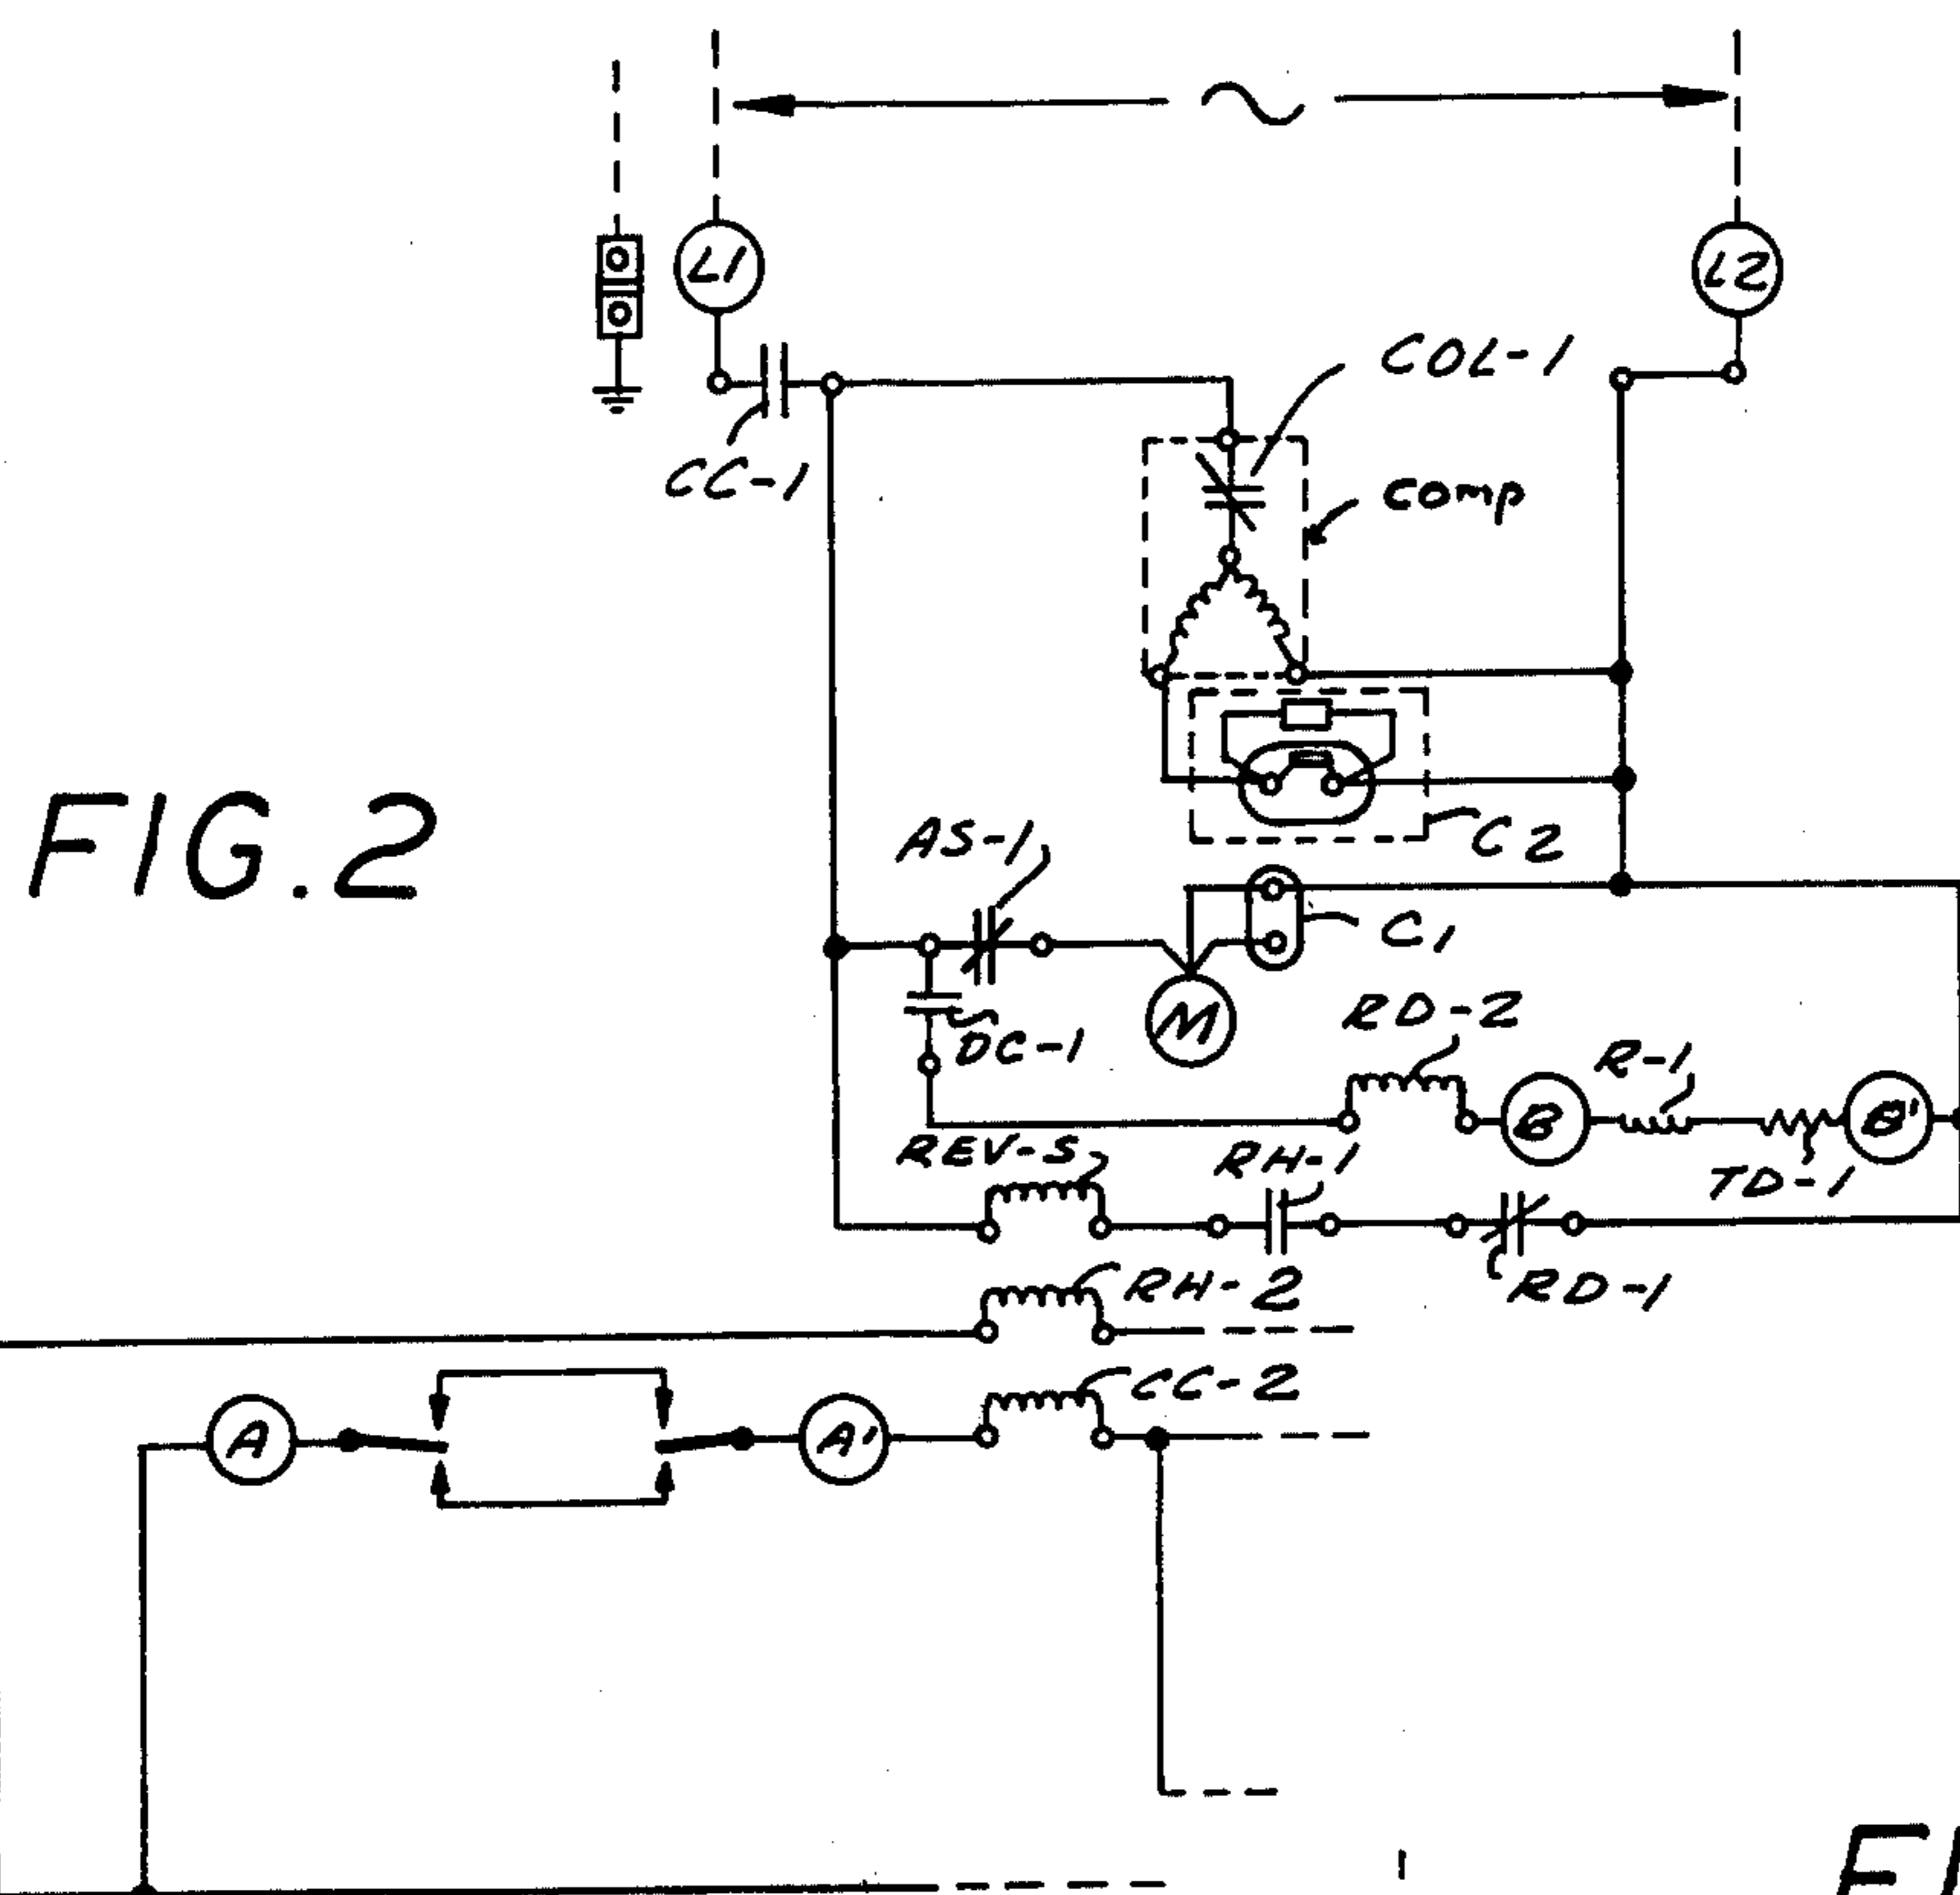 L1
L2
COL-1
CC-1
comp
FIG.2
AS-1
C2
C1
RD-2
DC-1
M
R-1
B
B'
REV-S
RH-1
TD-1
RH-2
RD-1
CC-2
A
A'